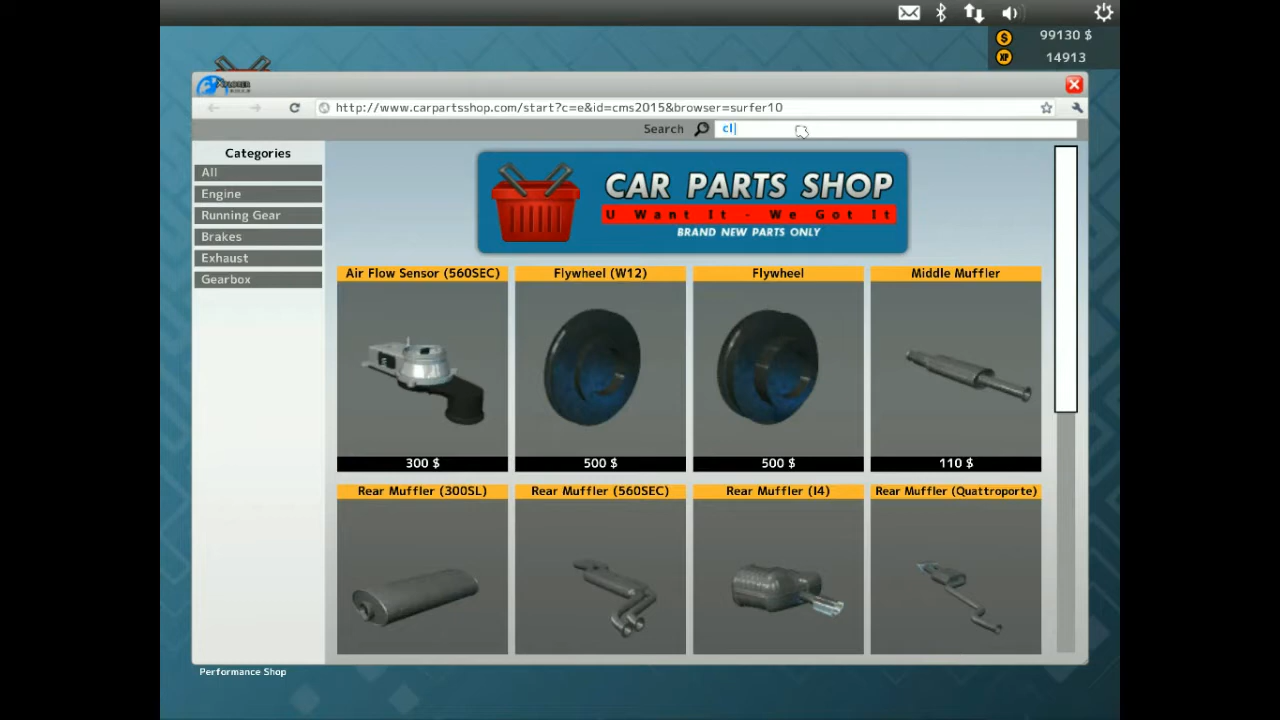 99130 $
14913
http://www.carpartsshop.com/start?c=e&id=cms2015&browser=surfer10
Search cl
Categories
All
Engine
Running Gear
Brakes
Exhaust
Gearbox
CAR PARTS SHOP
U Want It - We Got It
BRAND NEW PARTS ONLY
Air Flow Sensor (560SEC)
300 $
Flywheel (W12)
500 $
Flywheel
500 $
Middle Muffler
110 $
Rear Muffler (300SL)
Rear Muffler (560SEC)
Rear Muffler (I4)
Rear Muffler (Quattroporte)
Performance Shop